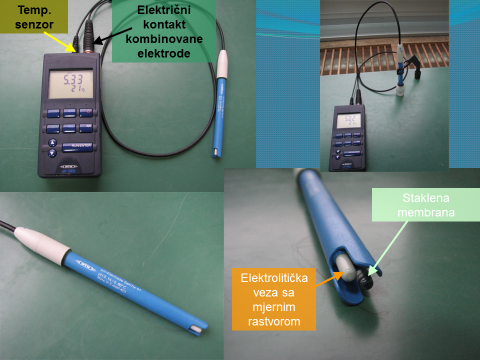 Temp.
senzor
Električni
kontakt
kombinovane
elektrode
5.33
Staklena
membrana
Elektrolitička
veza sa
mjernim
rastvorom